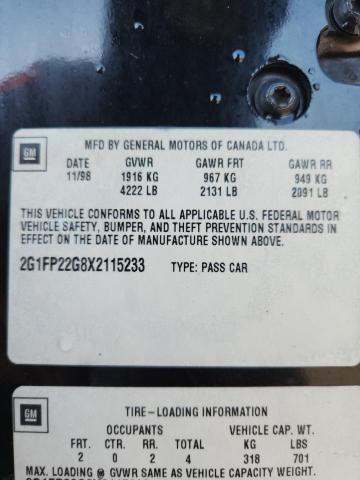 GM
MFD BY GENERAL MOTORS OF CANADA LTD.
DATE GVWR GAWR FRT GAWR RR
11/98 1916 KG 967 KG 949 KG
4222 LB 2131 LB 2091 LB
THIS VEHICLE CONFORMS TO ALL APPLICABLE U.S. FEDERAL MOTOR
VEHICLE SAFETY, BUMPER, AND THEFT PREVENTION STANDARDS IN
EFFECT ON THE DATE OF MANUFACTURE SHOWN ABOVE.
2G1FP22G8X2115233 TYPE: PASS CAR
GM
TIRE-LOADING INFORMATION
OCCUPANTS VEHICLE CAP. WT.
FRT. CTR. RR. TOTAL KG LBS
2 0 2 4 318 701
MAX. LOADING @ GVWR SAME AS VEHICLE CAPACITY WEIGHT.